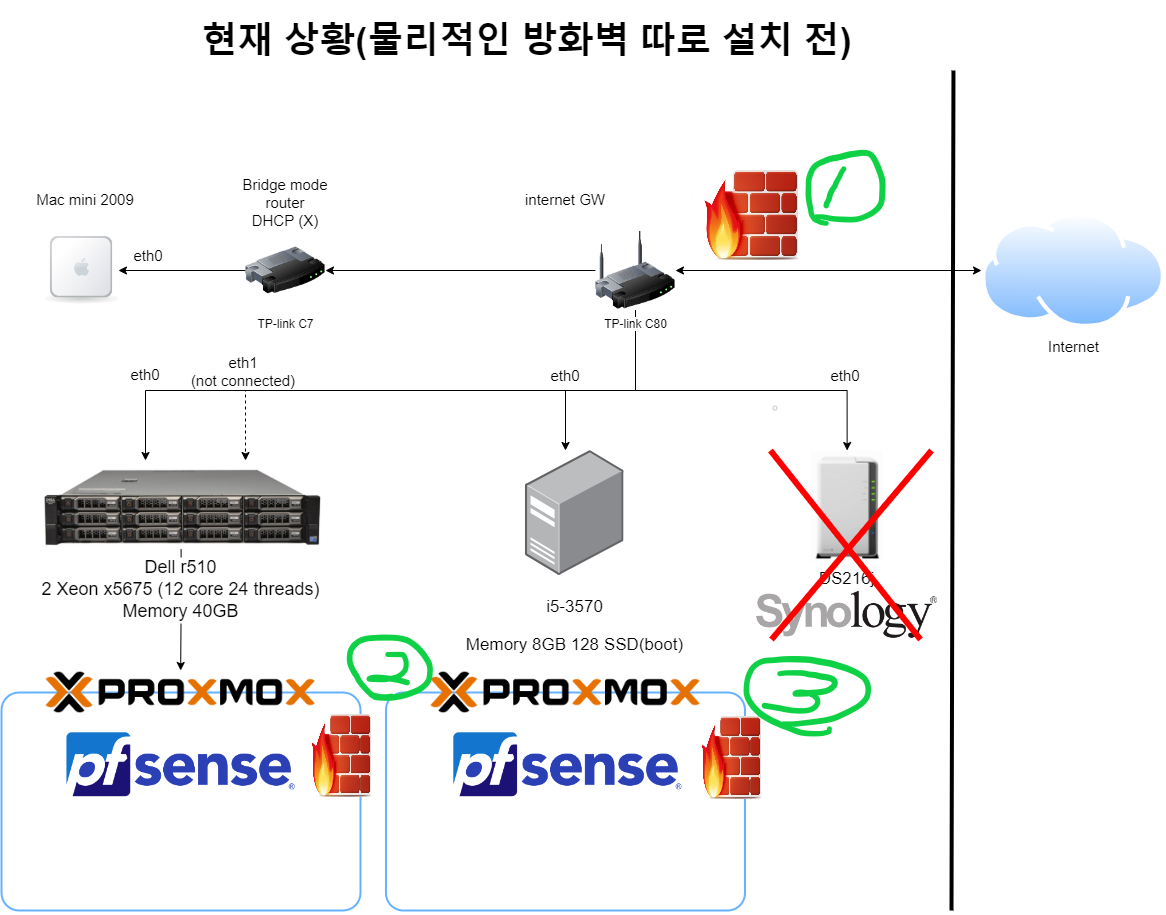 현재 상황(물리적인 방화벽 따로 설치 전)
1
Mac mini 2009
Bridge mode
router
DHCP (X)
internet GW
eth0
TP-link C7
TP-link C80
Internet
eth0
eth1
(not connected)
eth0
eth0
Dell r510
2 Xeon x5675 (12 core 24 threads)
Memory 40GB
i5-3570
Memory 8GB 128 SSD(boot)
DS216j
Synology®
2
3
PROXMOX
PROXMOX
pfsense®
pfsense®